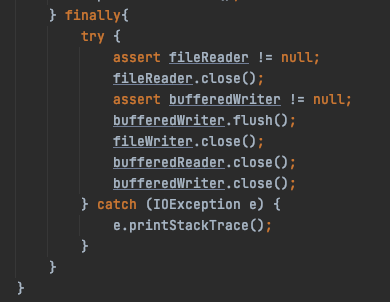 } finally{
try {
assert fileReader != null;
fileReader.close();
assert bufferedWriter != null;
bufferedWriter.flush();
fileWriter.close();
bufferedReader.close();
bufferedWriter.close();
} catch (IOException e) {
e.printStackTrace();
}
}
}